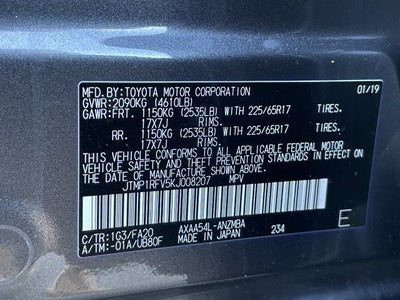 MFD.BY:TOYOTA MOTOR CORPORATION 01/19
GVWR:2090KG (4610LB)
GAWR:FRT. 1150KG (2535LB) WITH 225/65R17 TIRES.
17X7J RIMS.
RR. 1150KG (2535LB) WITH 225/65R17 TIRES.
17X7J RIMS.
THIS VEHICLE CONFORMS TO ALL APPLICABLE FEDERAL MOTOR
VEHICLE SAFETY AND THEFT PREVENTION STANDARDS IN EFFECT ON
THE DATE OF MANUFACTURE SHOWN ABOVE.
JTMP1RFV5KJ008207 MPV
C/TR:1G3/FA20 AXAA54L-ANZMBA
A/TM:-01A/UB80F MADE IN JAPAN 234 E